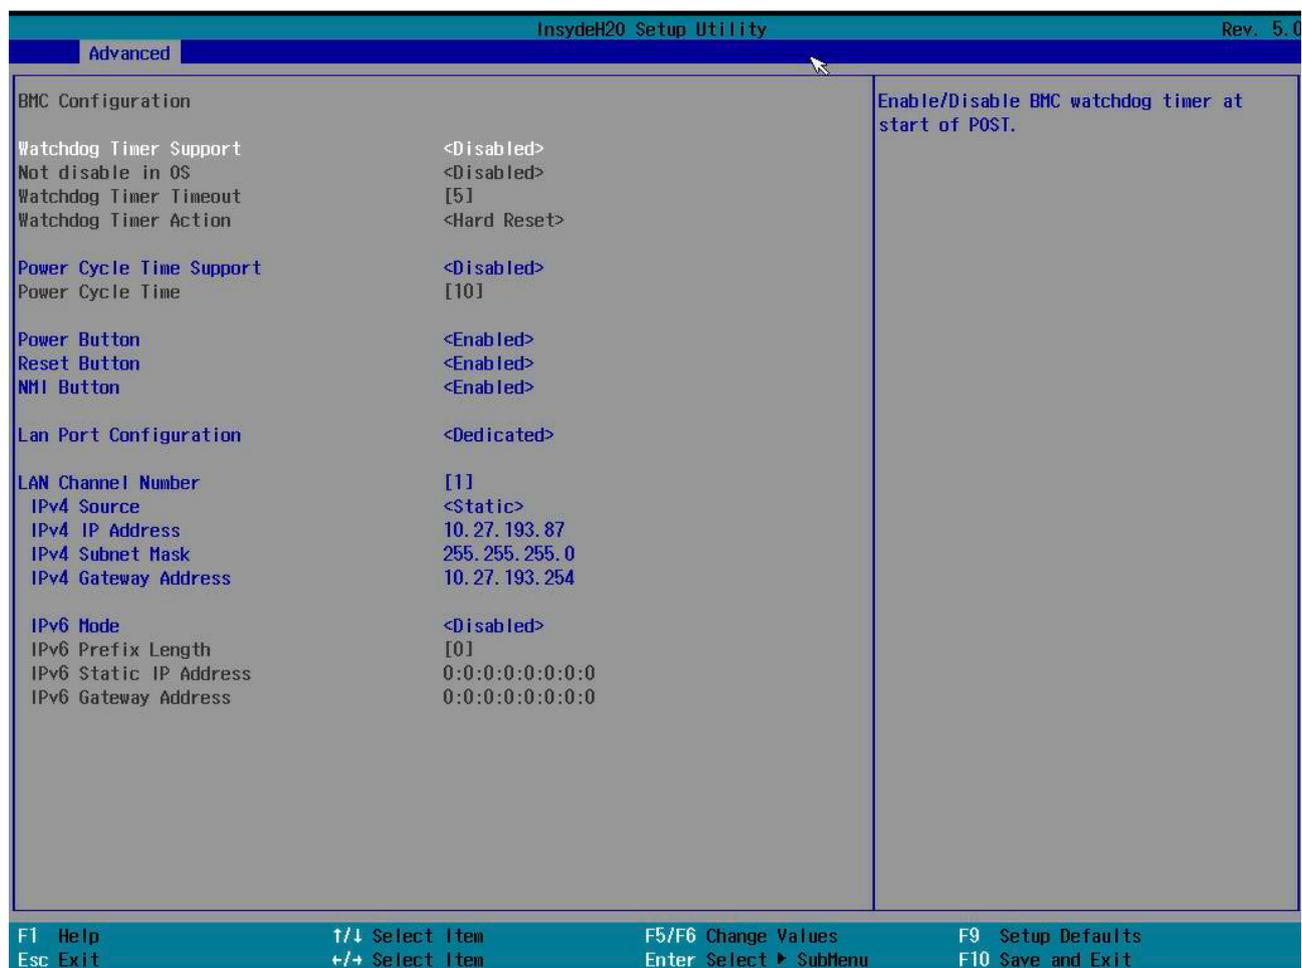 InsydeH20 Setup Utility Rev. 5.0
Advanced
BMC Configuration
Watchdog Timer Support <Disabled>
Not disable in OS <Disabled>
Watchdog Timer Timeout [5]
Watchdog Timer Action <Hard Reset>
Power Cycle Time Support <Disabled>
Power Cycle Time [10]
Power Button <Enabled>
Reset Button <Enabled>
NMI Button <Enabled>
Lan Port Configuration <Dedicated>
LAN Channel Number [1]
IPv4 Source <Static>
IPv4 IP Address 10.27.193.87
IPv4 Subnet Mask 255.255.255.0
IPv4 Gateway Address 10.27.193.254
IPv6 Mode <Disabled>
IPv6 Prefix Length [0]
IPv6 Static IP Address 0:0:0:0:0:0:0:0
IPv6 Gateway Address 0:0:0:0:0:0:0:0
Enable/Disable BMC watchdog timer at
start of POST.
F1 Help ↑/↓ Select Item F5/F6 Change Values F9 Setup Defaults
Esc Exit ←/→ Select Item Enter Select ▶ SubMenu F10 Save and Exit